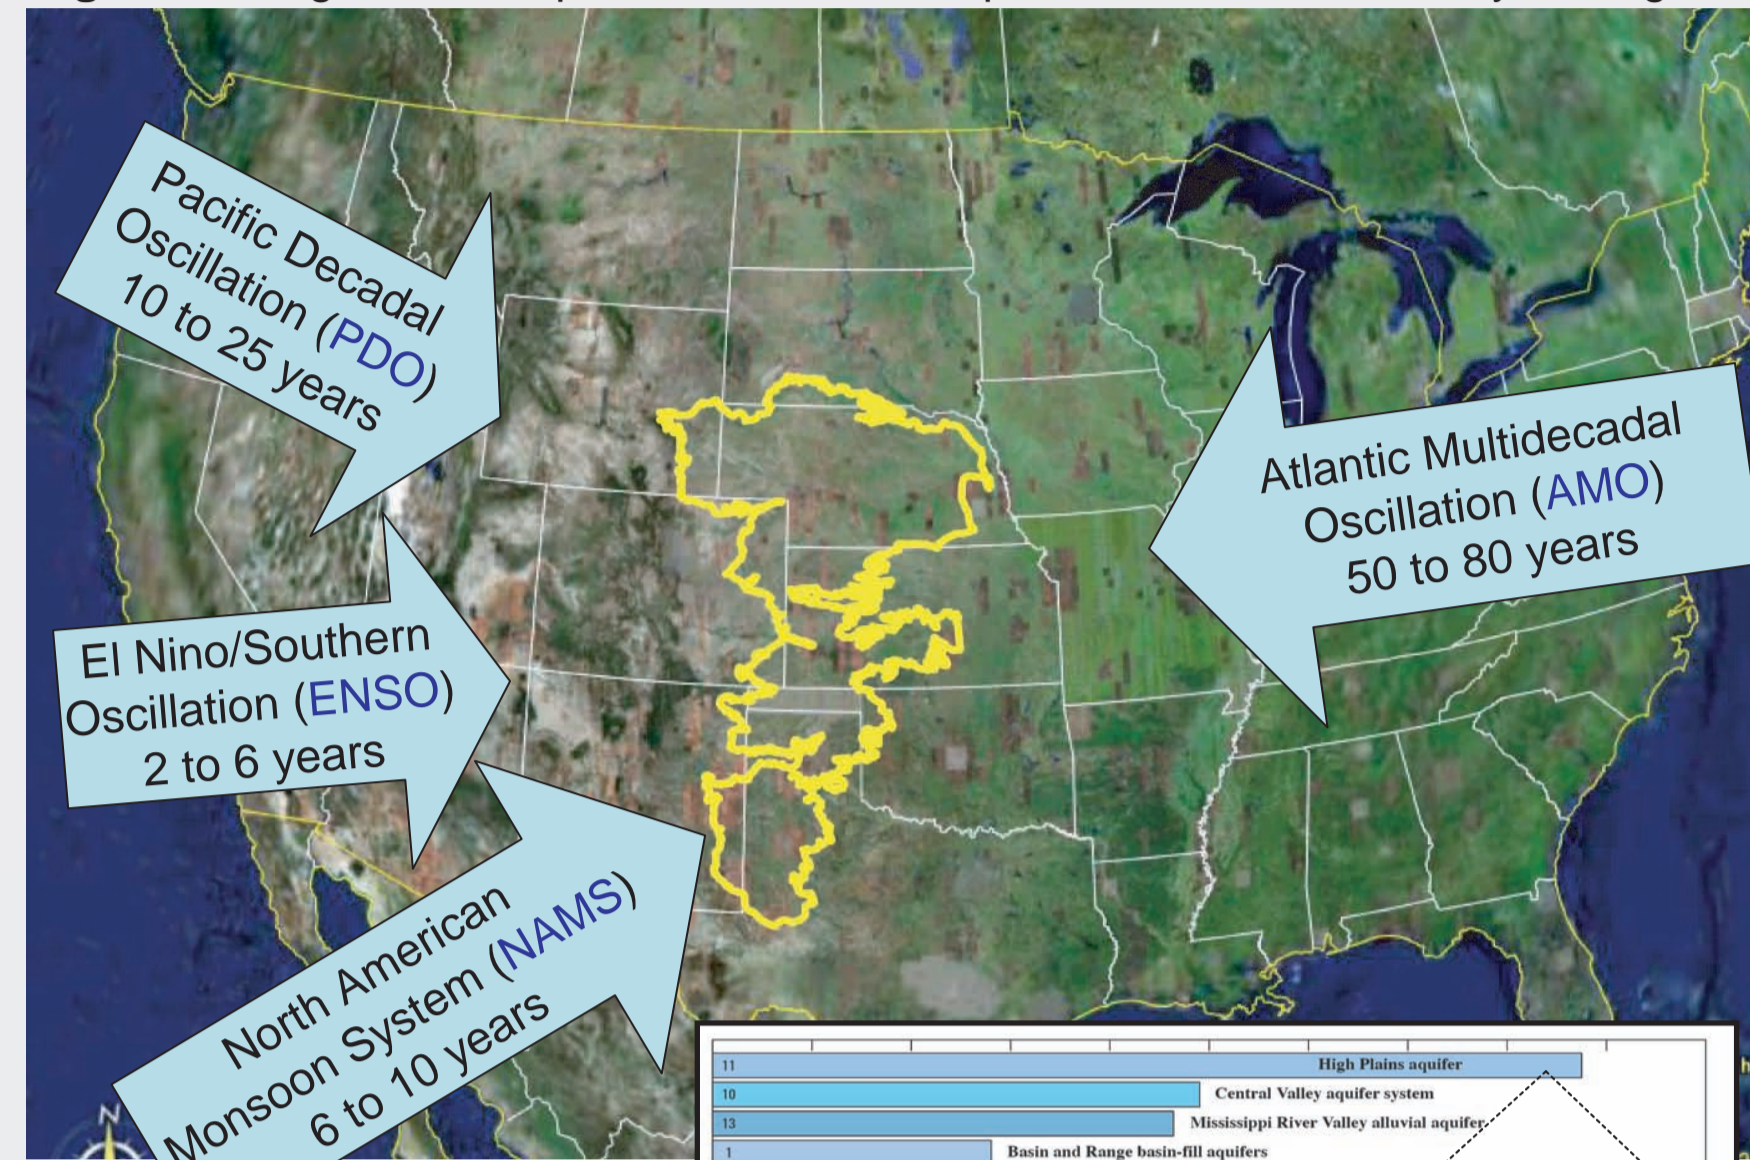 Pacific Decadal
Oscillation (PDO)
10 to 25 years
Atlantic Multidecadal
Oscillation (AMO)
50 to 80 years
El Nino/Southern
Oscillation (ENSO)
2 to 6 years
North American
Monsoon System (NAMS)
6 to 10 years
N
11 High Plains aquifer
10 Central Valley aquifer system
13 Mississippi River Valley alluvial aquifer
1 Basin and Range basin-fill aquifers